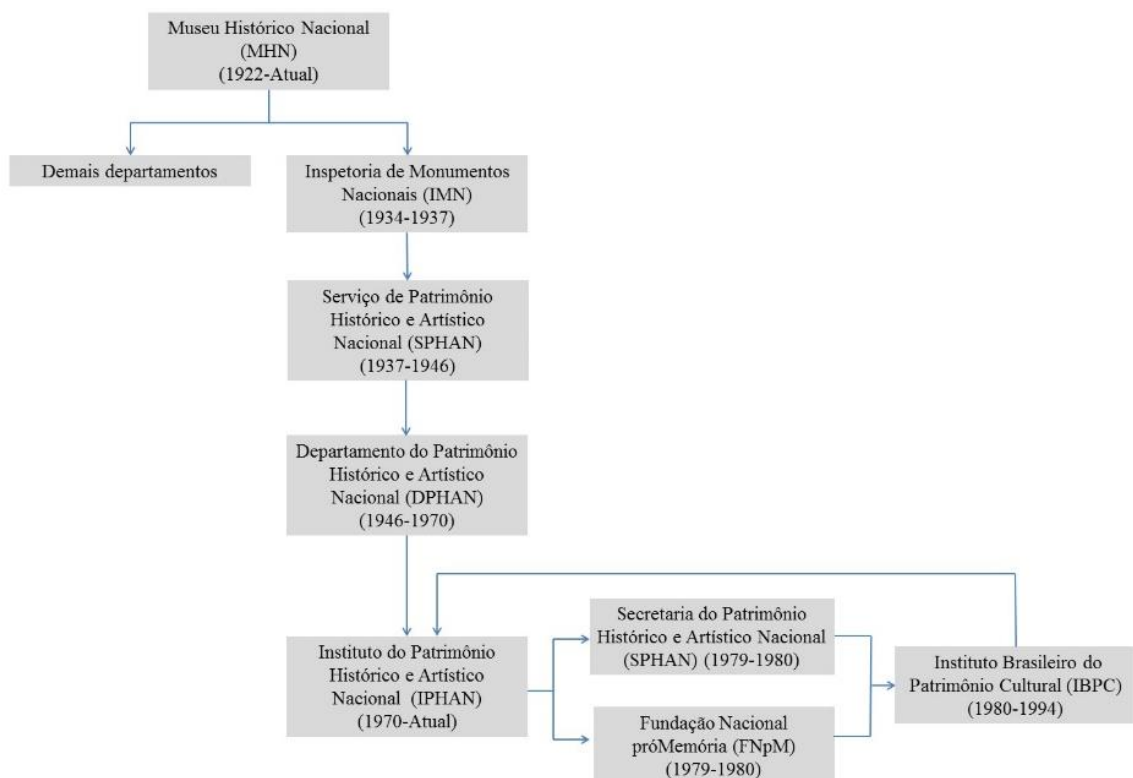 Museu Histórico Nacional
(MHN)
(1922-Atual)
Demais departamentos
Inspetoria de Monumentos
Nacionais (IMN)
(1934-1937)
Serviço de Patrimônio
Histórico e Artístico
Nacional (SPHAN)
(1937-1946)
Departamento do Patrimônio
Histórico e Artístico
Nacional (DPHAN)
(1946-1970)
Instituto do Patrimônio
Histórico e Artístico
Nacional (IPHAN)
(1970-Atual)
Secretaria do Patrimônio
Histórico e Artístico Nacional
(SPHAN) (1979-1980)
Fundação Nacional
próMemória (FNpM)
(1979-1980)
Instituto Brasileiro do
Patrimônio Cultural (IBPC)
(1980-1994)